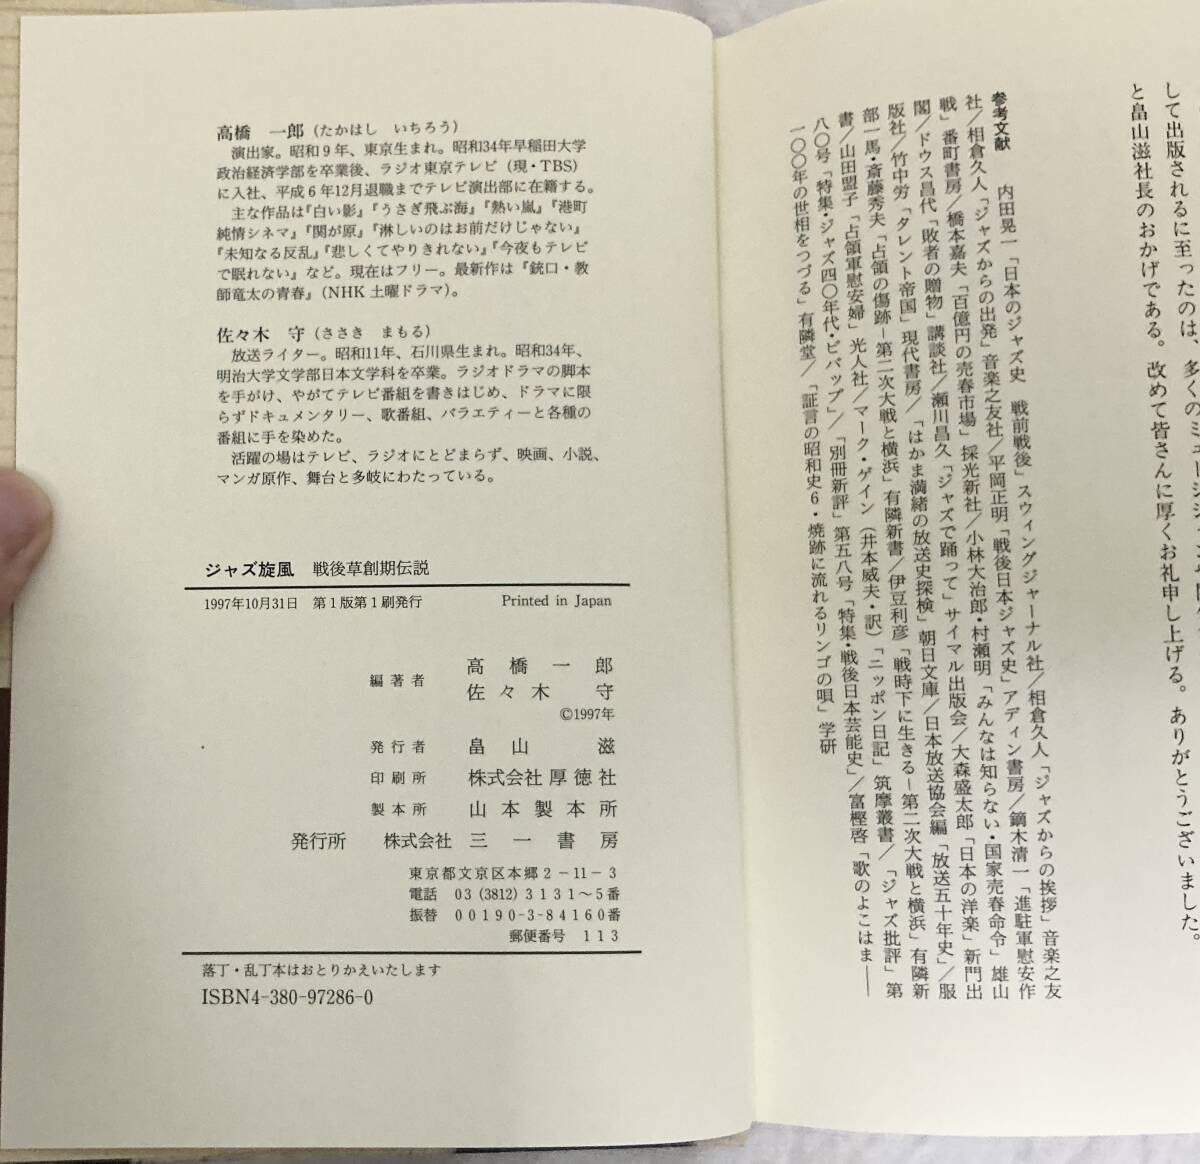 して出版されるに至ったのは、多くのミュージシャンや関係
と畠山滋社長のおかげである。改めて皆さんに厚くお礼申し上げる。ありがとうございました。
参考文献　内田晃一「日本のジャズ史　戦前戦後」スウィングジャーナル社/相倉久人「ジャズからの挨拶」音楽之友
社/相倉久人「ジャズからの出発」音楽之友社/平岡正明「戦後日本ジャズ史」アディン書房/鏑木清一「進駐軍慰安作
戦」番町書房/橋本嘉夫「百億円の売春市場」採光新社/小林大治郎・村瀬明「みんなは知らない・国家売春命令」雄山
閣/ドウス昌代「敗者の贈物」講談社/瀬川昌久「ジャズで踊って」サイマル出版会/大森盛太郎「日本の洋楽」新門出
版社/竹中労「タレント帝国」現代書房/「はかま満緒の放送史探検」朝日文庫/日本放送協会編「放送五十年史」/服
部一馬・斎藤秀夫「占領の傷跡ー第二次大戦と横浜」有隣新書/伊豆利彦「戦時下に生きるー第二次大戦と横浜」有隣新
書/山田盟子「占領軍慰安婦」光人社/マーク・ゲイン（井本威夫・訳）「ニッポン日記」筑摩叢書/「ジャズ批評」第
八〇号「特集・ジャズ四〇年代・ビバップ」/「別冊新評」第五八号「特集・戦後日本芸能史」/富樫啓「歌のよこはま――
一〇〇年の世相をつづる」有隣堂/「証言の昭和史6・焼跡に流れるリンゴの唄」学研
高橋　一郎（たかはし　いちろう）
演出家。昭和9年、東京生まれ。昭和34年早稲田大学
政治経済学部を卒業後、ラジオ東京テレビ（現・TBS）
に入社、平成6年12月退職までテレビ演出部に在籍する。
主な作品は『白い影』『うさぎ飛ぶ海』『熱い嵐』『港町
純情シネマ』『関が原』『淋しいのはお前だけじゃない』
『未知なる反乱』『悲しくてやりきれない』『今夜もテレビ
で眠れない』など。現在はフリー。最新作は『銃口・教
師竜太の青春』（NHK土曜ドラマ）。
佐々木　守（ささき　まもる）
放送ライター。昭和11年、石川県生まれ。昭和34年、
明治大学文学部日本文学科を卒業。ラジオドラマの脚本
を手がけ、やがてテレビ番組を書きはじめ、ドラマに限
らずドキュメンタリー、歌番組、バラエティーと各種の
番組に手を染めた。
活躍の場はテレビ、ラジオにとどまらず、映画、小説、
マンガ原作、舞台と多岐にわたっている。
ジャズ旋風　戦後草創期伝説
1997年10月31日　第1版第1刷発行　Printed in Japan
編著者　高橋一郎
佐々木　守
©1997年
発行者　畠山　滋
印刷所　株式会社厚徳社
製本所　山本製本所
発行所　株式会社三一書房
東京都文京区本郷2−11−3
電話　03(3812)3131〜5番
振替　00190-3-84160番
郵便番号　113
落丁・乱丁本はおとりかえいたします
ISBN4-380-97286-0